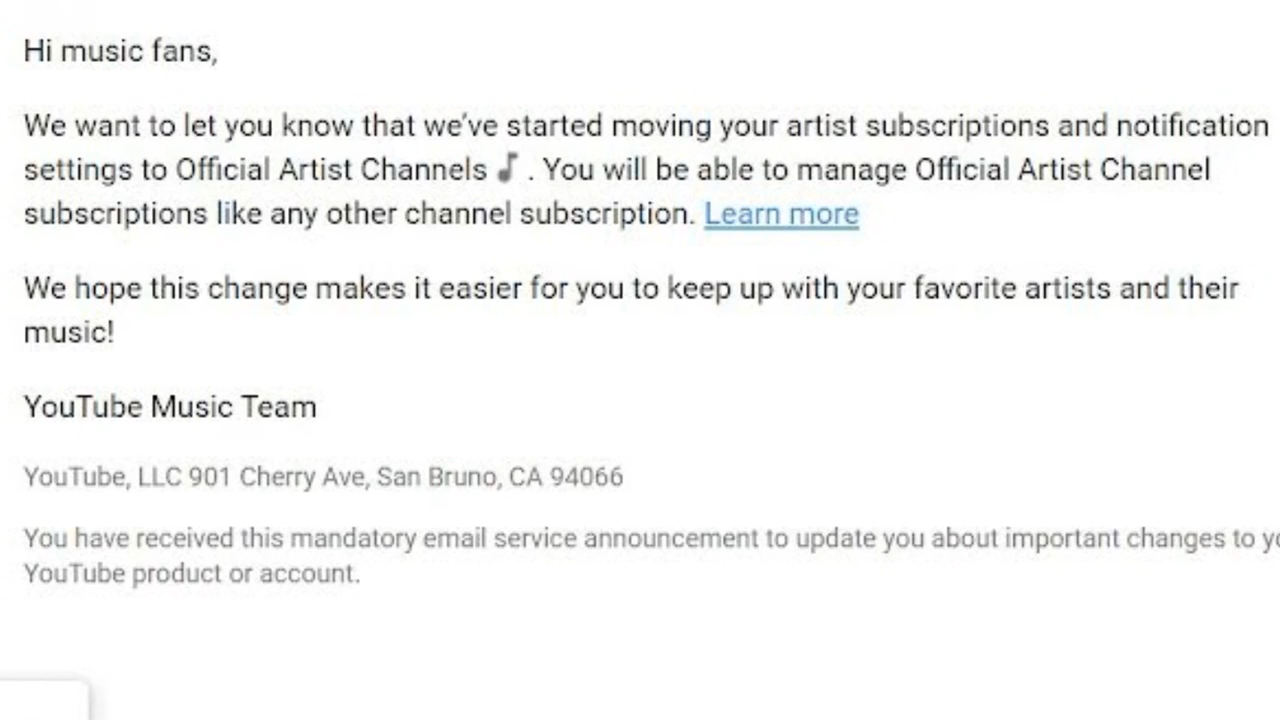 Hi music fans,
We want to let you know that we've started moving your artist subscriptions and notification
settings to Official Artist Channels 🎵 . You will be able to manage Official Artist Channel
subscriptions like any other channel subscription. Learn more
We hope this change makes it easier for you to keep up with your favorite artists and their
music!
YouTube Music Team
YouTube, LLC 901 Cherry Ave, San Bruno, CA 94066
You have received this mandatory email service announcement to update you about important changes to
YouTube product or account.